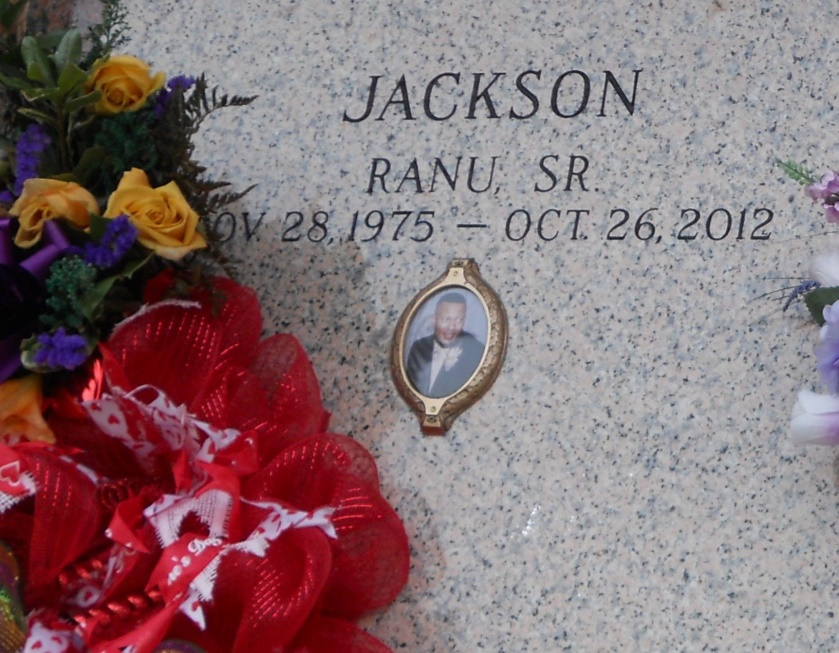 JACKSON
RANU, SR.
OV. 28, 1975 — OCT. 26, 2012